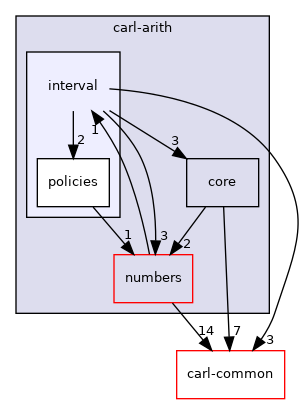 carl-arith
interval
1
2
3
policies
core
1
3
2
numbers
14
7
3
carl-common